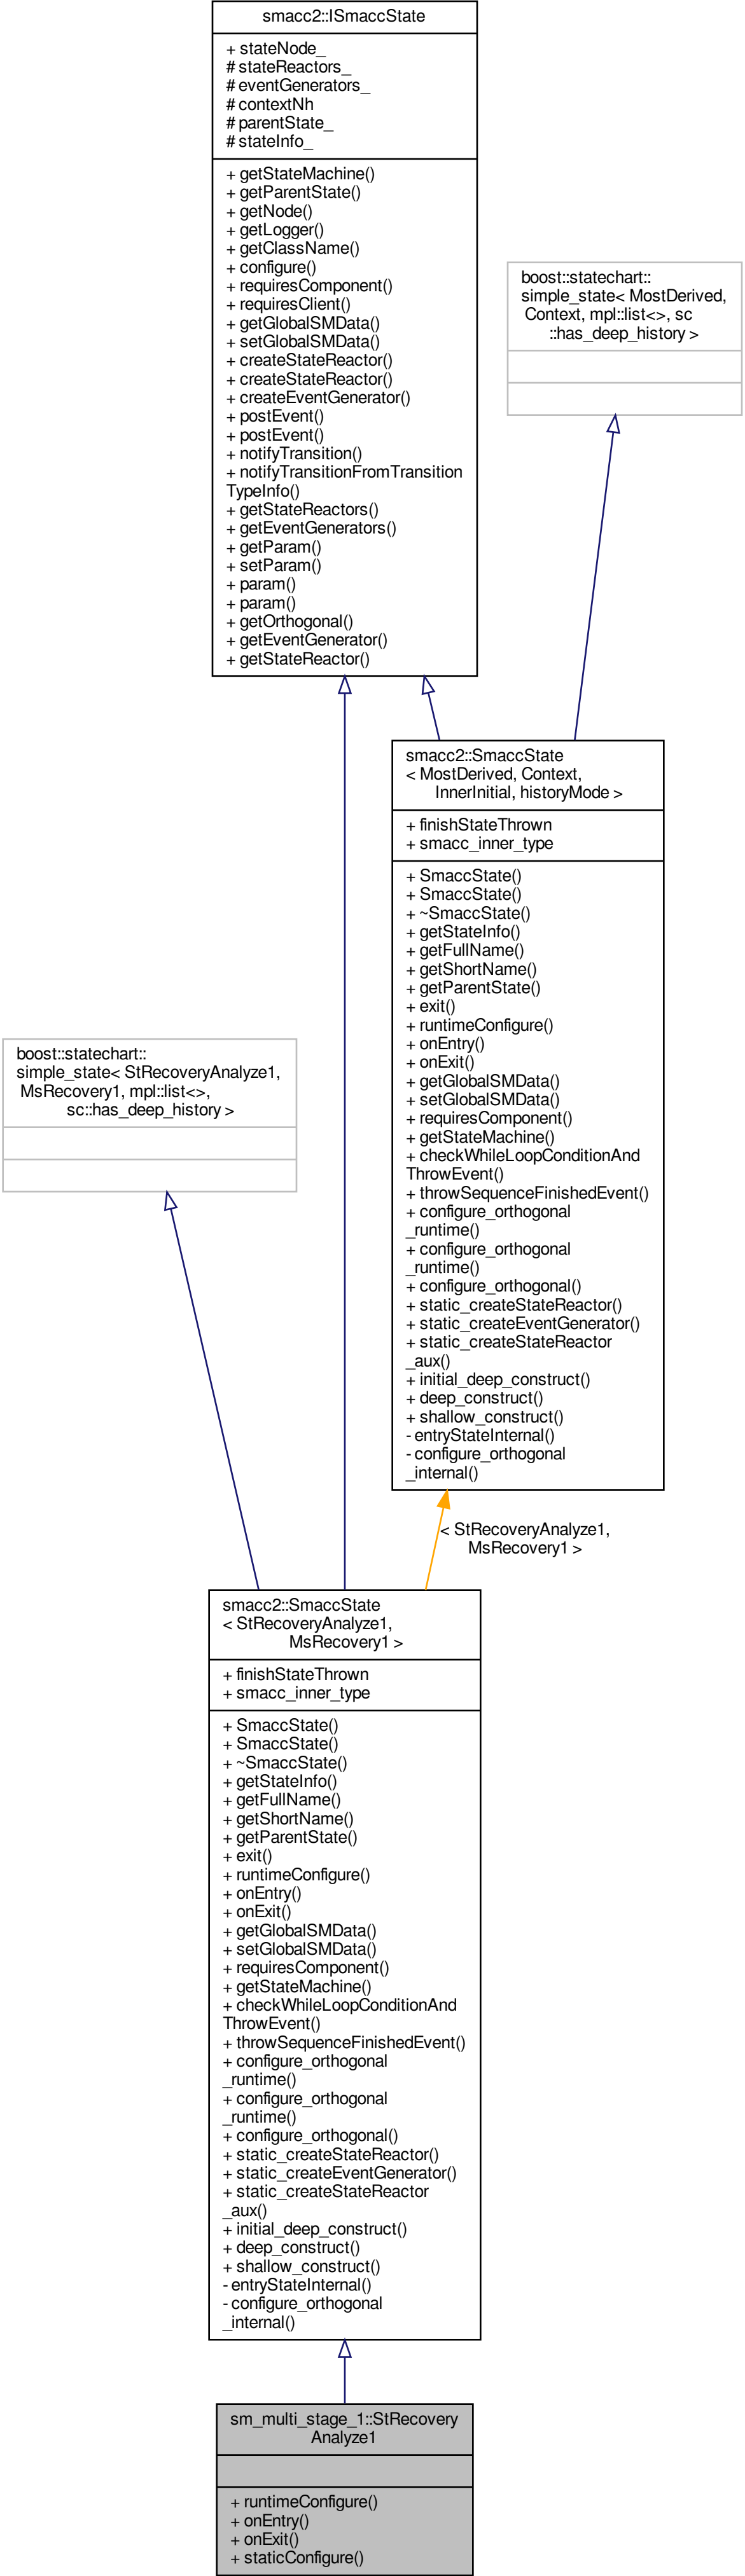 smacc2::ISmaccState
+ stateNode_
# stateReactors_
# eventGenerators_
# contextNh
# parentState_
# stateInfo_
+ getStateMachine()
+ getParentState()
+ getNode()
+ getLogger()
+ getClassName()
+ configure()
+ requiresComponent()
+ requiresClient()
+ getGlobalSMData()
+ setGlobalSMData()
+ createStateReactor()
+ createStateReactor()
+ createEventGenerator()
+ postEvent()
+ postEvent()
+ notifyTransition()
+ notifyTransitionFromTransition
TypeInfo()
+ getStateReactors()
+ getEventGenerators()
+ getParam()
+ setParam()
+ param()
+ param()
+ getOrthogonal()
+ getEventGenerator()
+ getStateReactor()
boost::statechart::
simple_state< MostDerived,
Context, mpl::list<>, sc
::has_deep_history >
smacc2::SmaccState
< MostDerived, Context,
InnerInitial, historyMode >
+ finishStateThrown
+ smacc_inner_type
+ SmaccState()
+ SmaccState()
+ ~SmaccState()
+ getStateInfo()
+ getFullName()
+ getShortName()
+ getParentState()
+ exit()
+ runtimeConfigure()
+ onEntry()
+ onExit()
+ getGlobalSMData()
+ setGlobalSMData()
+ requiresComponent()
+ getStateMachine()
+ checkWhileLoopConditionAnd
ThrowEvent()
+ throwSequenceFinishedEvent()
+ configure_orthogonal
_runtime()
+ configure_orthogonal
_runtime()
+ configure_orthogonal()
+ static_createStateReactor()
+ static_createEventGenerator()
+ static_createStateReactor
_aux()
+ initial_deep_construct()
+ deep_construct()
+ shallow_construct()
- entryStateInternal()
- configure_orthogonal
_internal()
boost::statechart::
simple_state< StRecoveryAnalyze1,
MsRecovery1, mpl::list<>,
sc::has_deep_history >
< StRecoveryAnalyze1,
MsRecovery1 >
smacc2::SmaccState
< StRecoveryAnalyze1,
MsRecovery1 >
+ finishStateThrown
+ smacc_inner_type
+ SmaccState()
+ SmaccState()
+ ~SmaccState()
+ getStateInfo()
+ getFullName()
+ getShortName()
+ getParentState()
+ exit()
+ runtimeConfigure()
+ onEntry()
+ onExit()
+ getGlobalSMData()
+ setGlobalSMData()
+ requiresComponent()
+ getStateMachine()
+ checkWhileLoopConditionAnd
ThrowEvent()
+ throwSequenceFinishedEvent()
+ configure_orthogonal
_runtime()
+ configure_orthogonal
_runtime()
+ configure_orthogonal()
+ static_createStateReactor()
+ static_createEventGenerator()
+ static_createStateReactor
_aux()
+ initial_deep_construct()
+ deep_construct()
+ shallow_construct()
- entryStateInternal()
- configure_orthogonal
_internal()
sm_multi_stage_1::StRecovery
Analyze1
+ runtimeConfigure()
+ onEntry()
+ onExit()
+ staticConfigure()